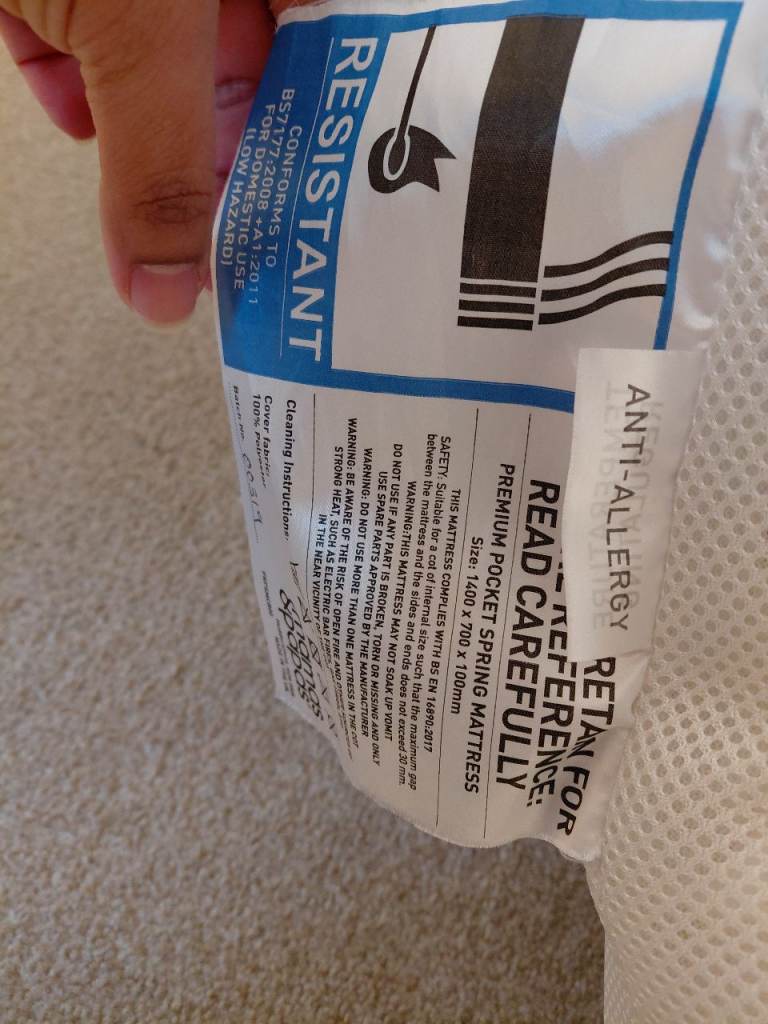 RESISTANT
CONFORMS TO
BS7177:2008 +A1:2011
FOR DOMESTIC USE
(LOW HAZARD)
ANTI-ALLERGY
RETAIN FOR
REFERENCE:
READ CAREFULLY
PREMIUM POCKET SPRING MATTRESS
Size: 1400 x 700 x 100mm
THIS MATTRESS COMPLIES WITH BS EN 16890:2017
SAFETY: Suitable for a cot of internal size such that the maximum gap
between the mattress and the sides and ends does not exceed 30 mm.
WARNING:THIS MATTRESS MAY NOT SOAK UP VOMIT
DO NOT USE IF ANY PART IS BROKEN, TORN OR MISSING AND ONLY
USE SPARE PARTS APPROVED BY THE MANUFACTURER
WARNING: DO NOT USE MORE THAN ONE MATTRESS IN THE COT
WARNING: BE AWARE OF THE RISK OF OPEN FIRE AND OTHER
STRONG HEAT, SUCH AS ELECTRIC BAR FIRES,
IN THE NEAR VICINITY OF
Cleaning Instructions:
Cover fabric:
100% Polyester
Batch no.
mamas
&papas